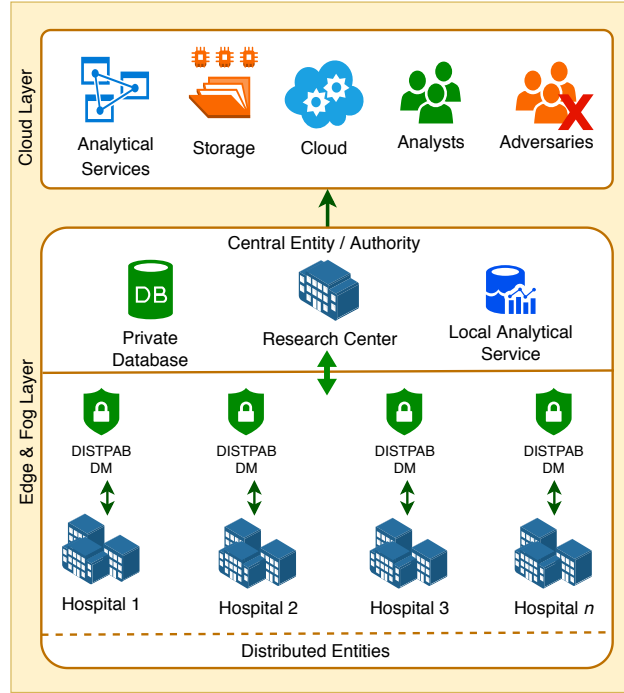 Cloud Layer
Analytical
Services
Storage
Cloud
Analysts
Adversaries
Edge & Fog Layer
Central Entity / Authority
DB
Private
Database
Research Center
Local Analytical
Service
DISTPAB
DM
DISTPAB
DM
DISTPAB
DM
DISTPAB
DM
Hospital 1
Hospital 2
Hospital 3
Hospital n
Distributed Entities